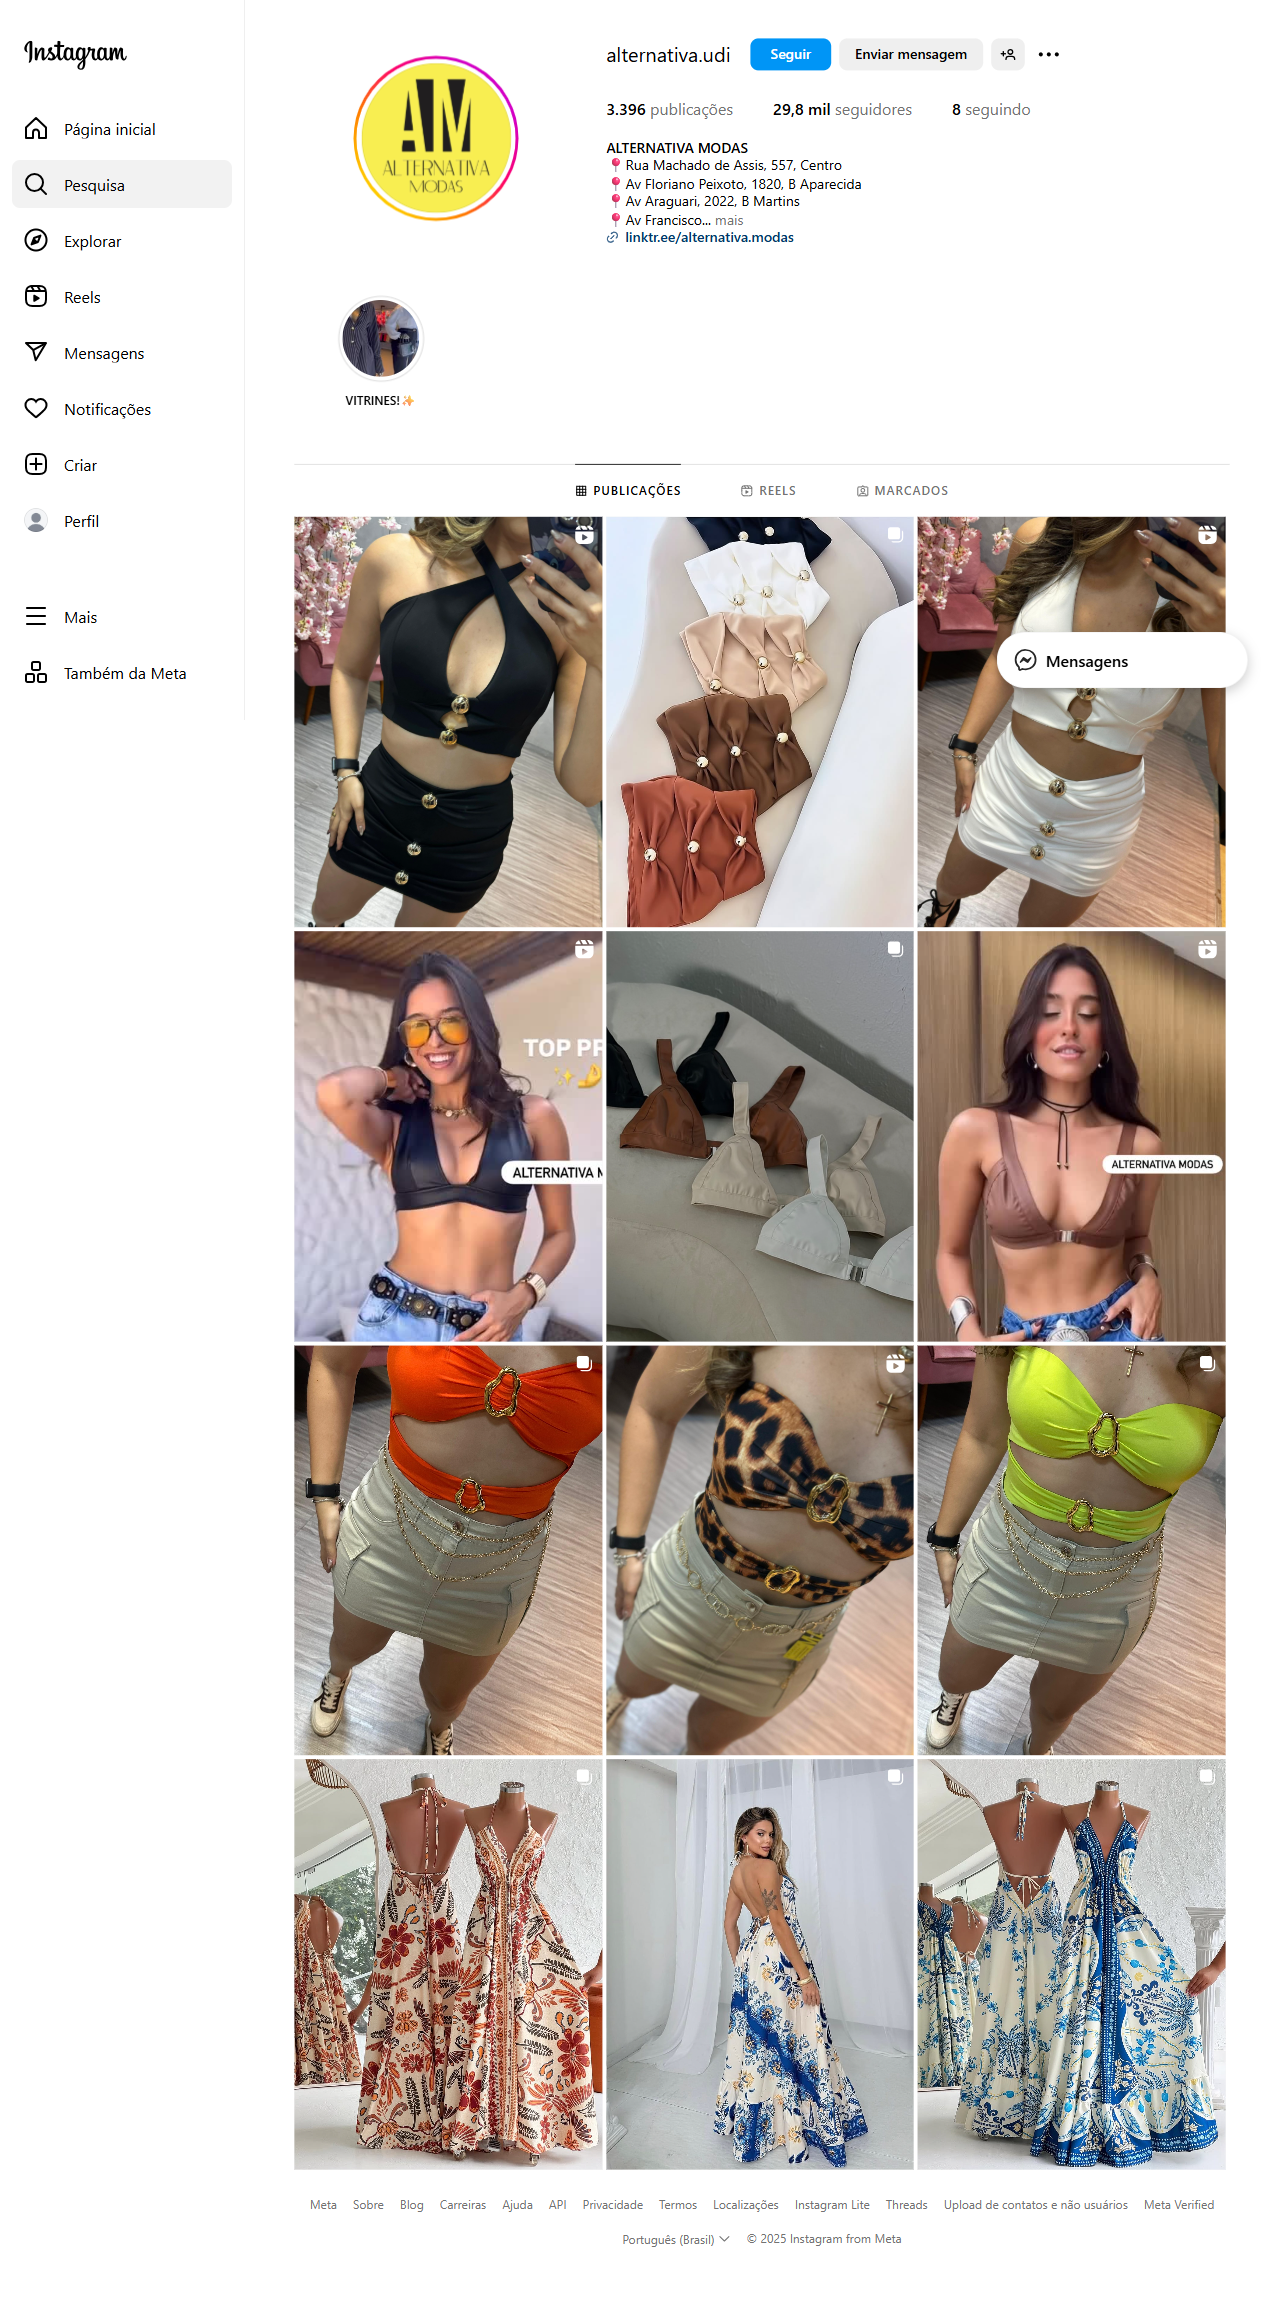 Instagram
Página inicial
Pesquisa
Explorar
Reels
Mensagens
Notificações
Criar
Perfil
Mais
Também da Meta
AM
ALTERNATIVA
MODAS
alternativa.udi
Seguir
Enviar mensagem
3.396 publicações
29,8 mil seguidores
8 seguindo
ALTERNATIVA MODAS
📍Rua Machado de Assis, 557, Centro
📍Av Floriano Peixoto, 1820, B Aparecida
📍Av Araguari, 2022, B Martins
📍Av Francisco... mais
linktr.ee/alternativa.modas
VITRINES!✨
PUBLICAÇÕES
REELS
MARCADOS
Mensagens
TOP PR
ALTERNATIVA M
ALTERNATIVA MODAS
Meta Sobre Blog Carreiras Ajuda API Privacidade Termos Localizações Instagram Lite Threads Upload de contatos e não usuários Meta Verified
Português (Brasil) © 2025 Instagram from Meta